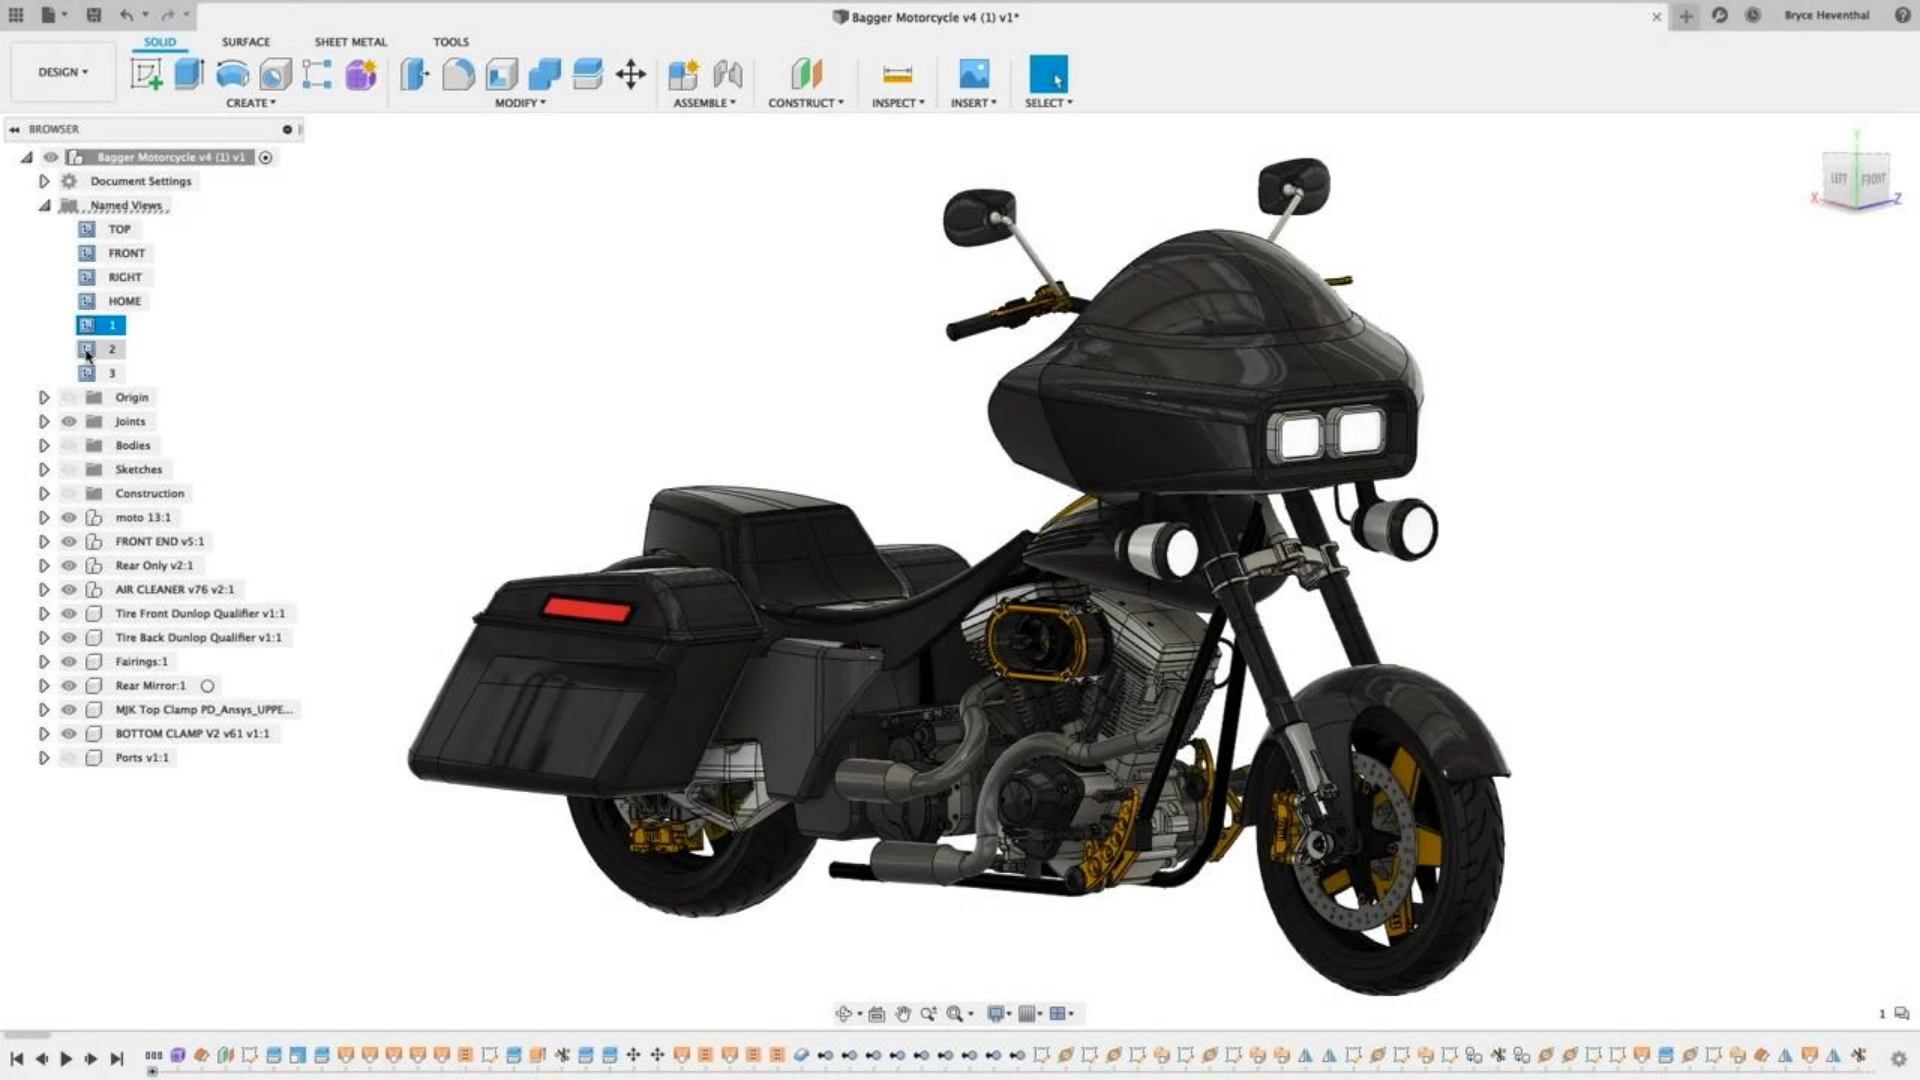 Bagger Motorcycle v4 (1) v1*
Bryce Heventhal
DESIGN
SOLID
SURFACE
SHEET METAL
TOOLS
CREATE
MODIFY
ASSEMBLE
CONSTRUCT
INSPECT
INSERT
SELECT
BROWSER
Bagger Motorcycle v4 (1) v1
Document Settings
Named Views
TOP
FRONT
RIGHT
HOME
1
2
3
Origin
Joints
Bodies
Sketches
Construction
moto 13:1
FRONT END v5:1
Rear Only v2:1
AIR CLEANER v76 v2:1
Tire Front Dunlop Qualifier v1:1
Tire Back Dunlop Qualifier v1:1
Fairings:1
Rear Mirror:1
MJK Top Clamp PD_Ansys_UPPE...
BOTTOM CLAMP V2 v61 v1:1
Ports v1:1
Y
LEFT
FRONT
X
Z
1